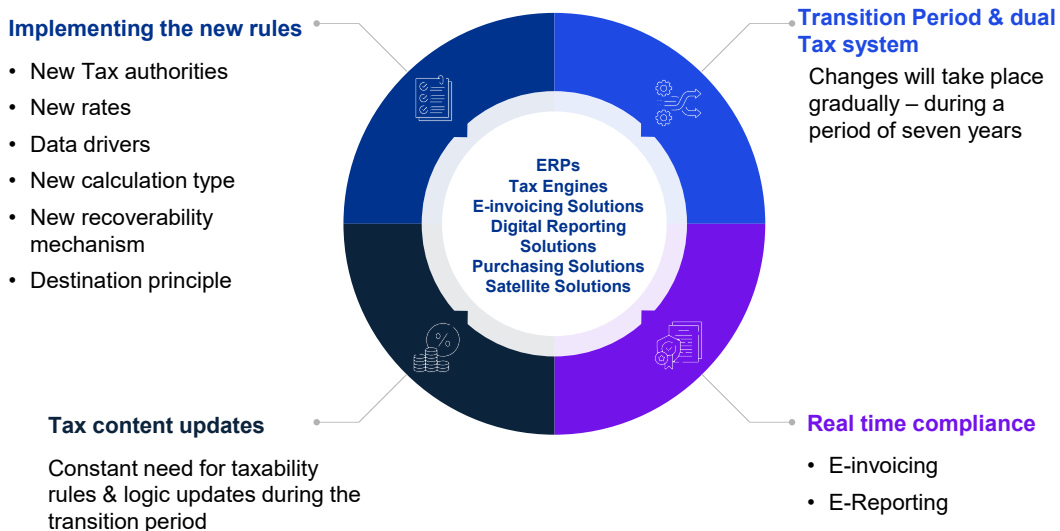 Implementing the new rules
• New Tax authorities
• New rates
• Data drivers
• New calculation type
• New recoverability
mechanism
• Destination principle
Transition Period & dual
Tax system
Changes will take place
gradually – during a
period of seven years
ERPs
Tax Engines
E-invoicing Solutions
Digital Reporting
Solutions
Purchasing Solutions
Satellite Solutions
%
Tax content updates
Constant need for taxability
rules & logic updates during the
transition period
Real time compliance
• E-invoicing
• E-Reporting